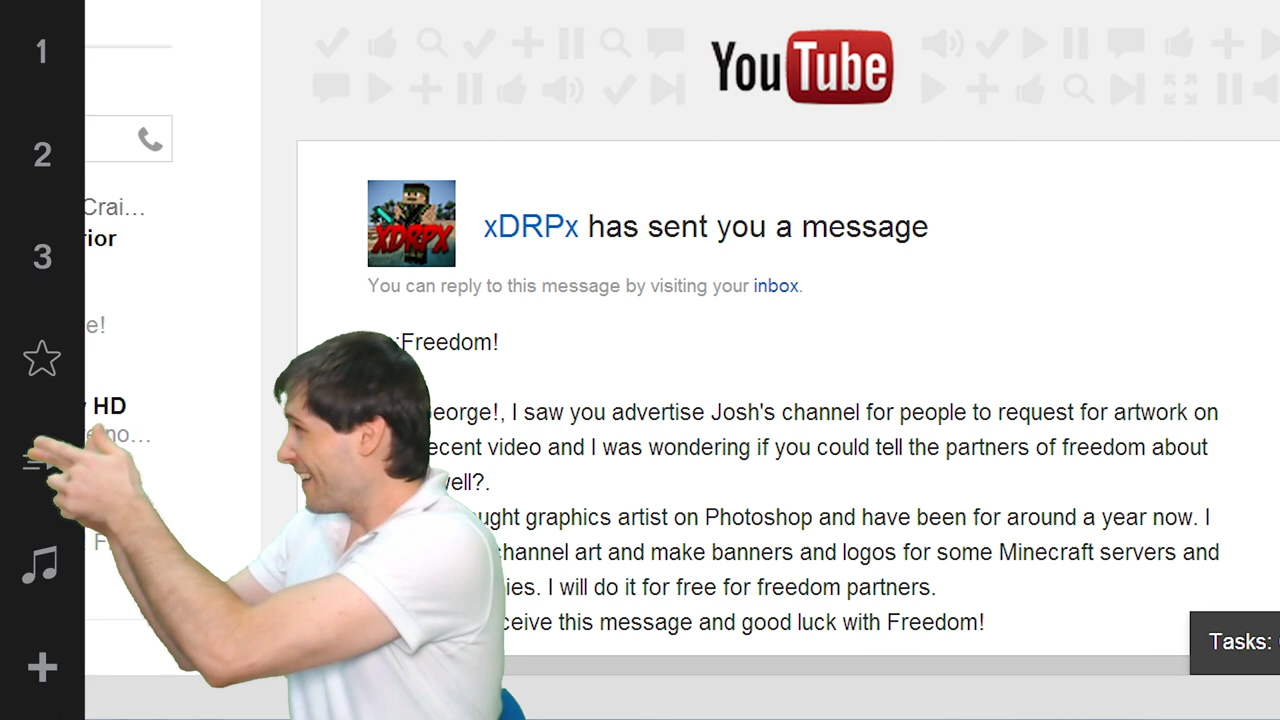 1
2
3
Crai...
rior
e!
HD
no...
F
YouTube
XDRPX
xDRPx has sent you a message
You can reply to this message by visiting your inbox.
:Freedom!
eorge!, I saw you advertise Josh's channel for people to request for artwork on
ecent video and I was wondering if you could tell the partners of freedom about
well?.
ught graphics artist on Photoshop and have been for around a year now. I
channel art and make banners and logos for some Minecraft servers and
ies. I will do it for free for freedom partners.
ceive this message and good luck with Freedom!
Tasks: